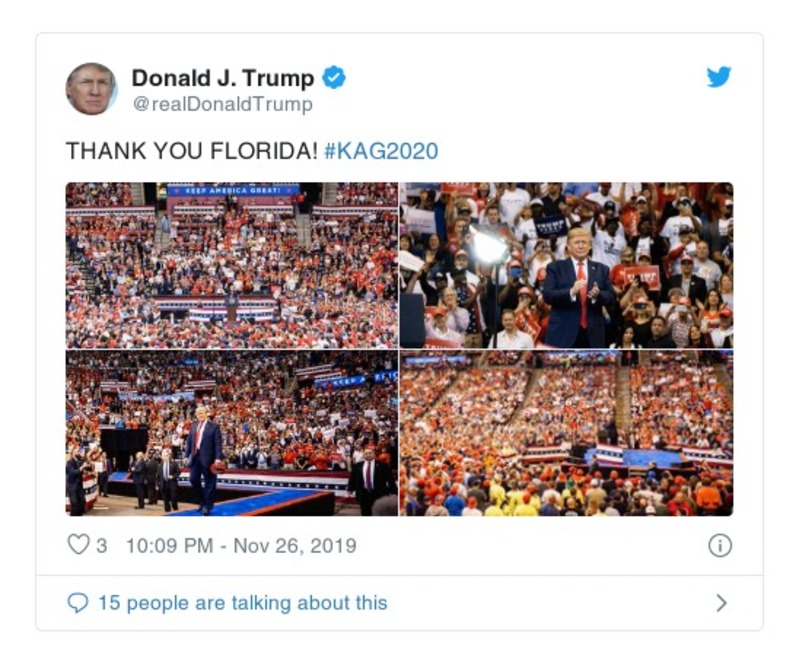 Donald J. Trump
@realDonaldTrump
THANK YOU FLORIDA! #KAG2020
KEEP AMERICA GREAT!
3 10:09 PM - Nov 26, 2019
15 people are talking about this